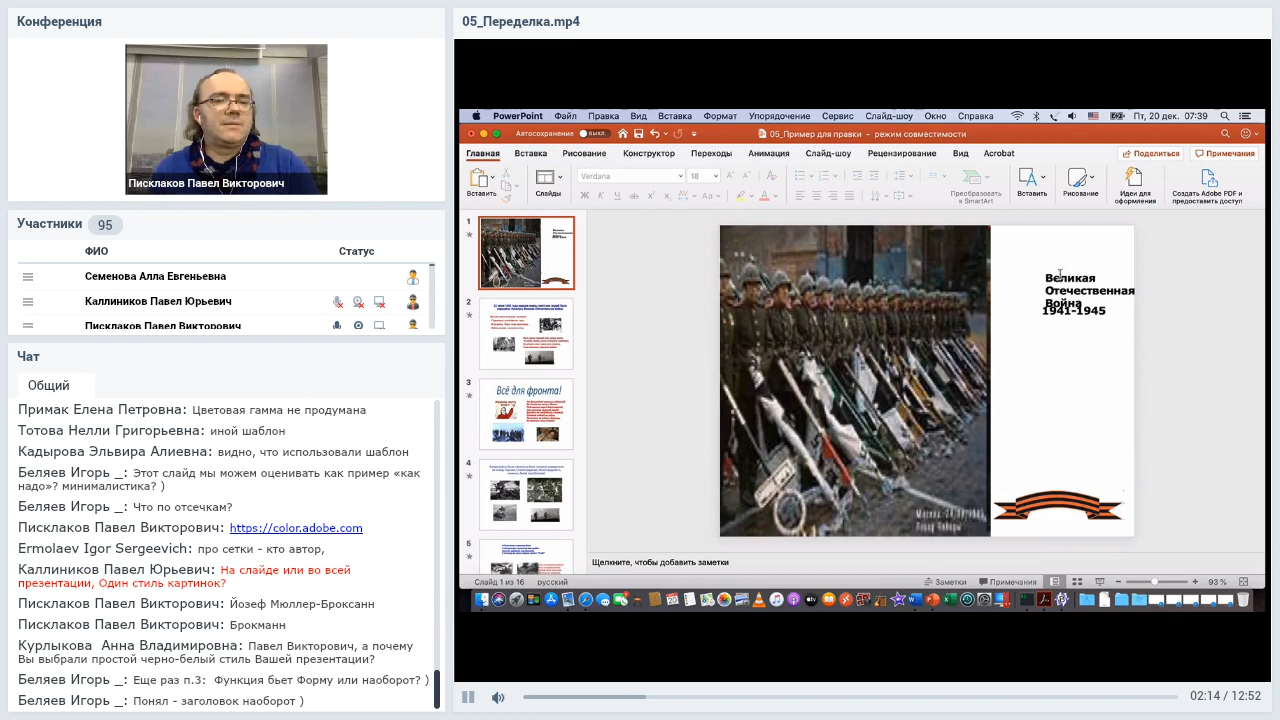 Конференция
Писклаков Павел Викторович
Участники 95
ФИО Статус
Семенова Алла Евгеньевна
Каллиников Павел Юрьевич
Писклаков Павел Викторович
Чат
Общий
Примак Елена Петровна: Цветовая гамма не продумана
Тотова Нелли Григорьевна: иной шаблон
Кадырова Эльвира Алиевна: видно, что использовали шаблон
Беляев Игорь _: Этот слайд мы можем оценивать как пример «как
надо»? минималистика? )
Беляев Игорь _: Что по отсечкам?
Писклаков Павел Викторович: https://color.adobe.com
Ermolaev Igor Sergeevich: про сетки – кто автор,
Каллиников Павел Юрьевич: На слайде или во всей
презентации, Один стиль картинок?
Писклаков Павел Викторович: Йозеф Мюллер-Броксанн
Писклаков Павел Викторович: Брокманн
Курлыкова Анна Владимировна: Павел Викторович, а почему
Вы выбрали простой черно-белый стиль Вашей презентации?
Беляев Игорь _: Еще раз п.3: Функция бьет Форму или наоборот? )
Беляев Игорь _: Понял - заголовок наоборот )
05_Переделка.mp4
PowerPoint Файл Правка Вид Вставка Формат Упорядочение Сервис Слайд-шоу Окно Справка Пт, 20 дек. 07:39
Автосохранение выкл. 05_Пример для правки - режим совместимости
Главная Вставка Рисование Конструктор Переходы Анимация Слайд-шоу Рецензирование Вид Acrobat Поделиться Примечания
Вставить Слайды Verdana 18 Преобразовать в SmartArt Вставить Рисование Идеи для оформления Создать Adobe PDF и предоставить доступ
1
2
3
Всё для фронта!
4
5
Великая
Отечественная
Война
1941-1945
Щелкните, чтобы добавить заметки
Слайд 1 из 16 русский Заметки Примечания 93 %
02:14 / 12:52